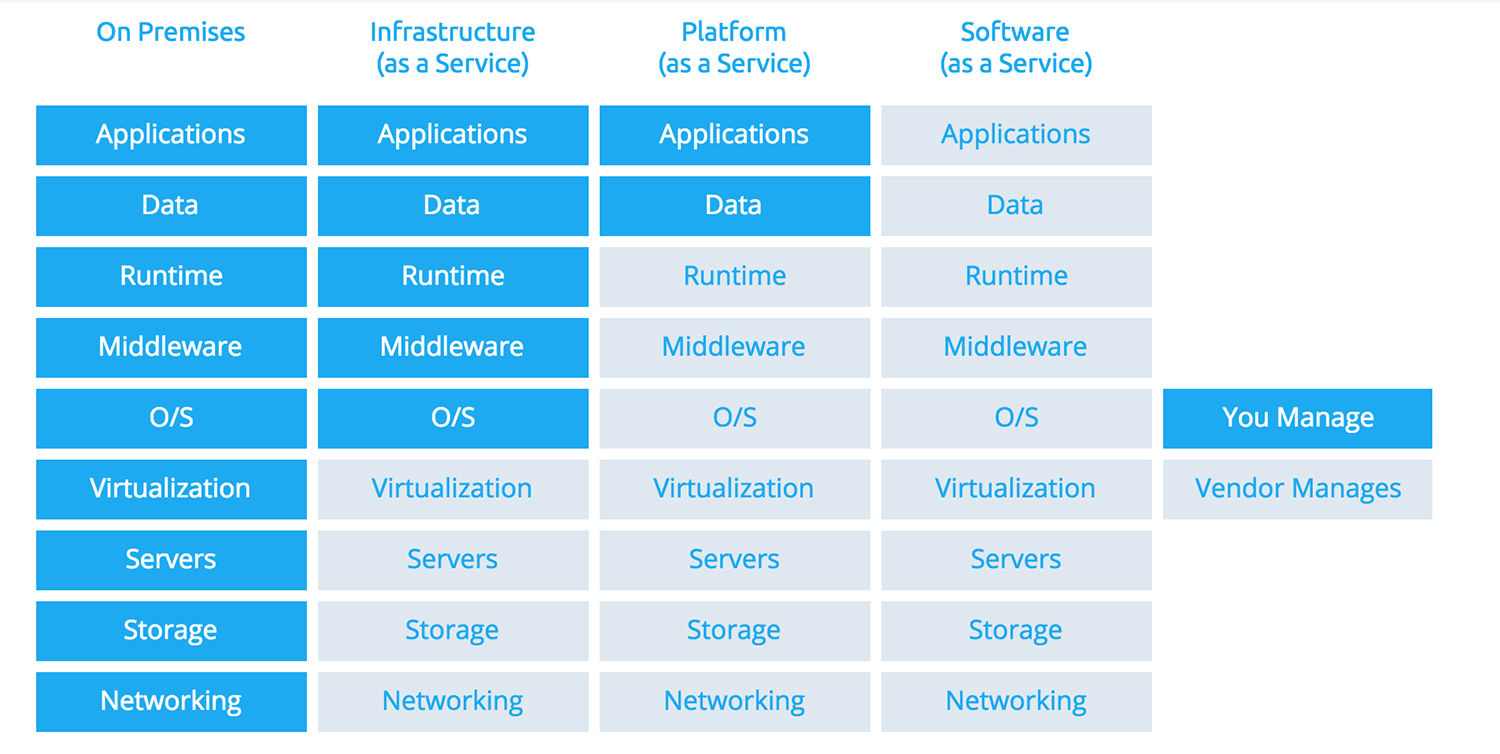 On Premises
Infrastructure
(as a Service)
Platform
(as a Service)
Software
(as a Service)
Applications
Applications
Applications
Applications
Data
Data
Data
Data
Runtime
Runtime
Runtime
Runtime
Middleware
Middleware
Middleware
Middleware
O/S
O/S
O/S
O/S
You Manage
Virtualization
Virtualization
Virtualization
Virtualization
Vendor Manages
Servers
Servers
Servers
Servers
Storage
Storage
Storage
Storage
Networking
Networking
Networking
Networking